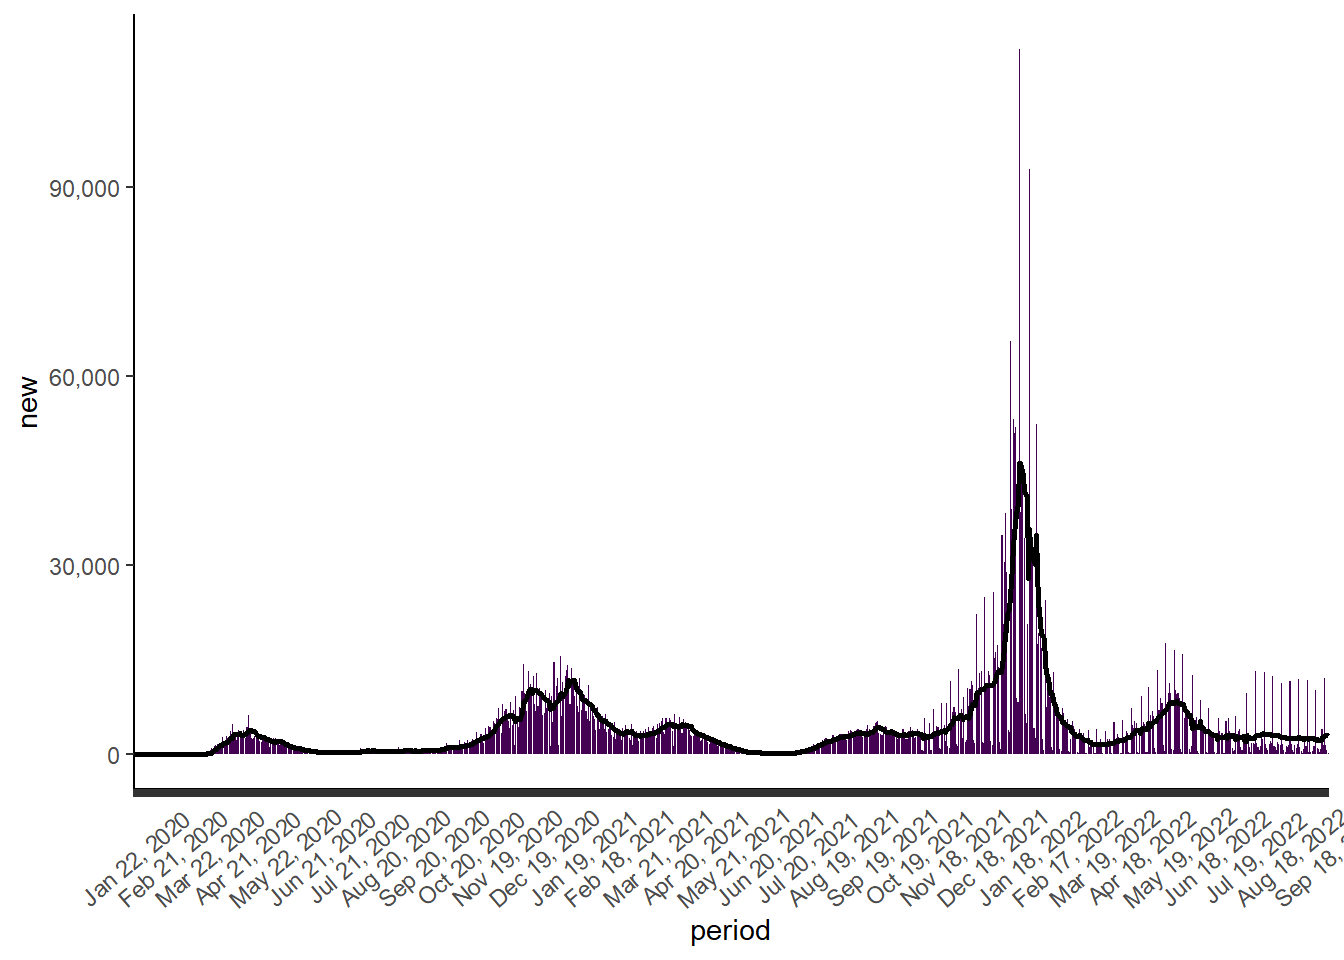 90,000
60,000
30,000
0
new
Jan 22, 2020
Feb 21, 2020
Mar 22, 2020
Apr 21, 2020
May 22, 2020
Jun 21, 2020
Jul 21, 2020
Aug 20, 2020
Sep 20, 2020
Oct 20, 2020
Nov 19, 2020
Dec 19, 2020
Jan 19, 2021
Feb 18, 2021
Mar 21, 2021
Apr 20, 2021
May 21, 2021
Jun 20, 2021
Jul 20, 2021
Aug 19, 2021
Sep 19, 2021
Oct 19, 2021
Nov 18, 2021
Dec 18, 2021
Jan 18, 2022
Feb 17, 2022
Mar 19, 2022
Apr 18, 2022
May 19, 2022
Jun 18, 2022
Jul 19, 2022
Aug 18, 2022
Sep 18,
period